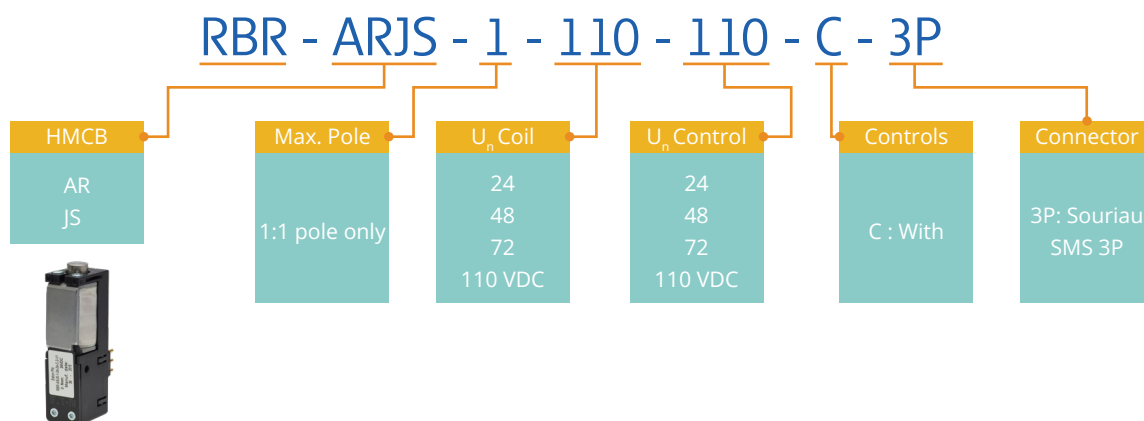 RBR - ARJS - 1 - 110 - 110 - C - 3P
HMCB
AR
JS
Max. Pole
1:1 pole only
Un Coil
24
48
72
110 VDC
Un Control
24
48
72
110 VDC
Controls
C : With
Connector
3P: Souriau
SMS 3P